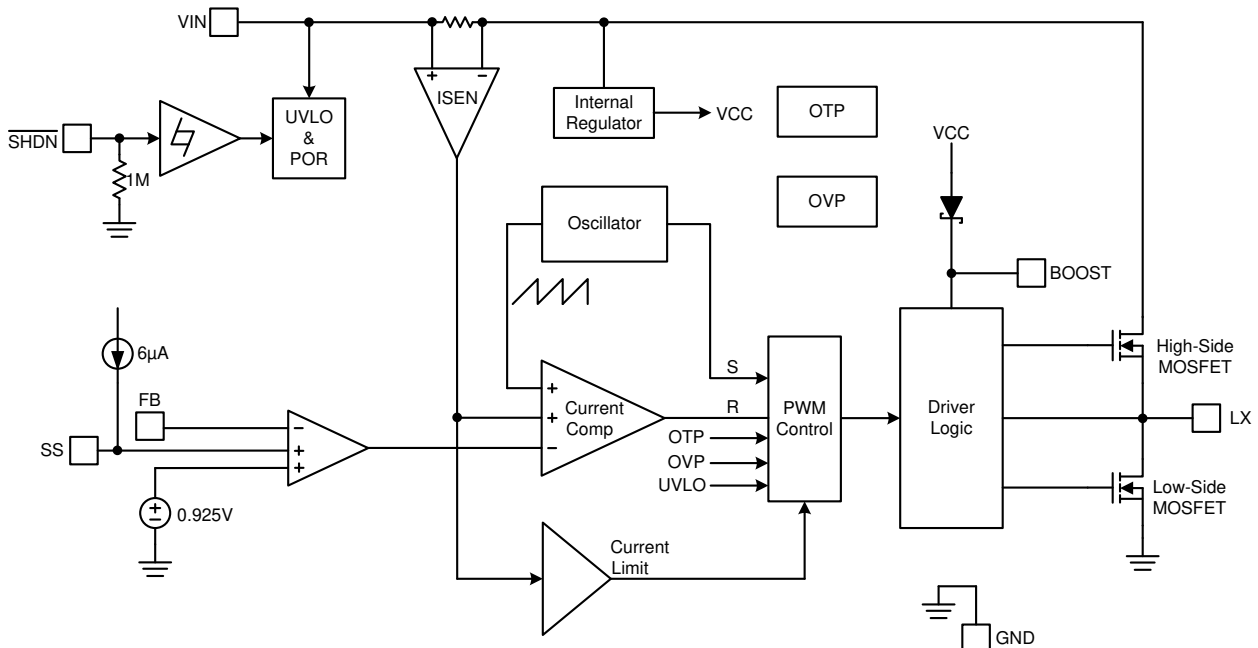 VIN
+ −
ISEN
Internal
Regulator
VCC
OTP
SHDN
UVLO
&
POR
1M
VCC
OVP
Oscillator
BOOST
6µA
High-Side
MOSFET
S
FB
+
Current
Comp
+
−
R
PWM
Control
Driver
Logic
LX
SS
−
+
+
OTP
OVP
UVLO
Low-Side
MOSFET
+
−
0.925V
Current
Limit
GND